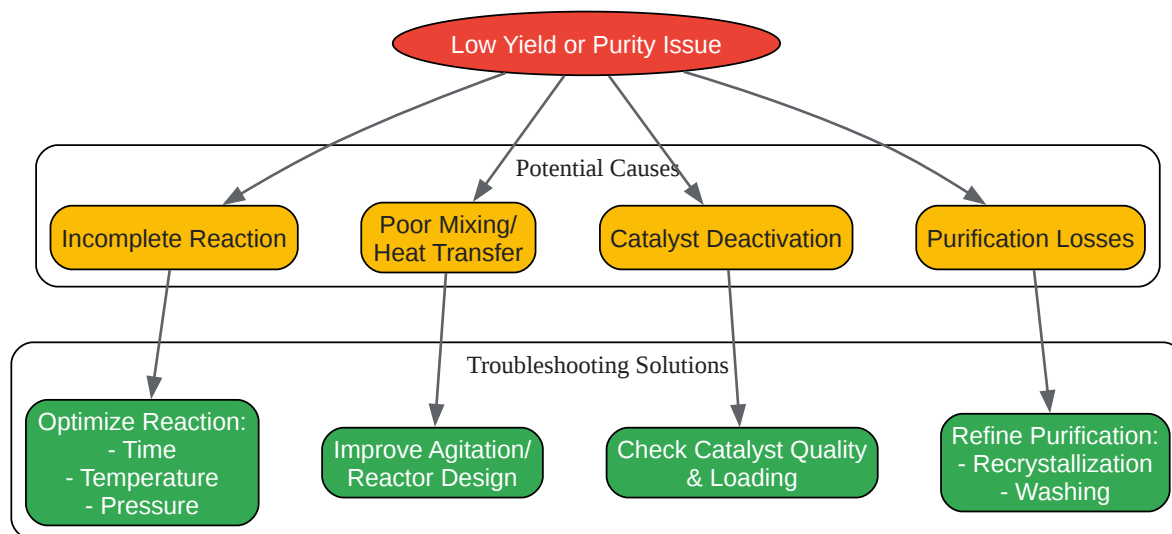 Low Yield or Purity Issue
Potential Causes
Incomplete Reaction
Poor Mixing/
Heat Transfer
Catalyst Deactivation
Purification Losses
Troubleshooting Solutions
Optimize Reaction:
- Time
- Temperature
- Pressure
Improve Agitation/
Reactor Design
Check Catalyst Quality
& Loading
Refine Purification:
- Recrystallization
- Washing